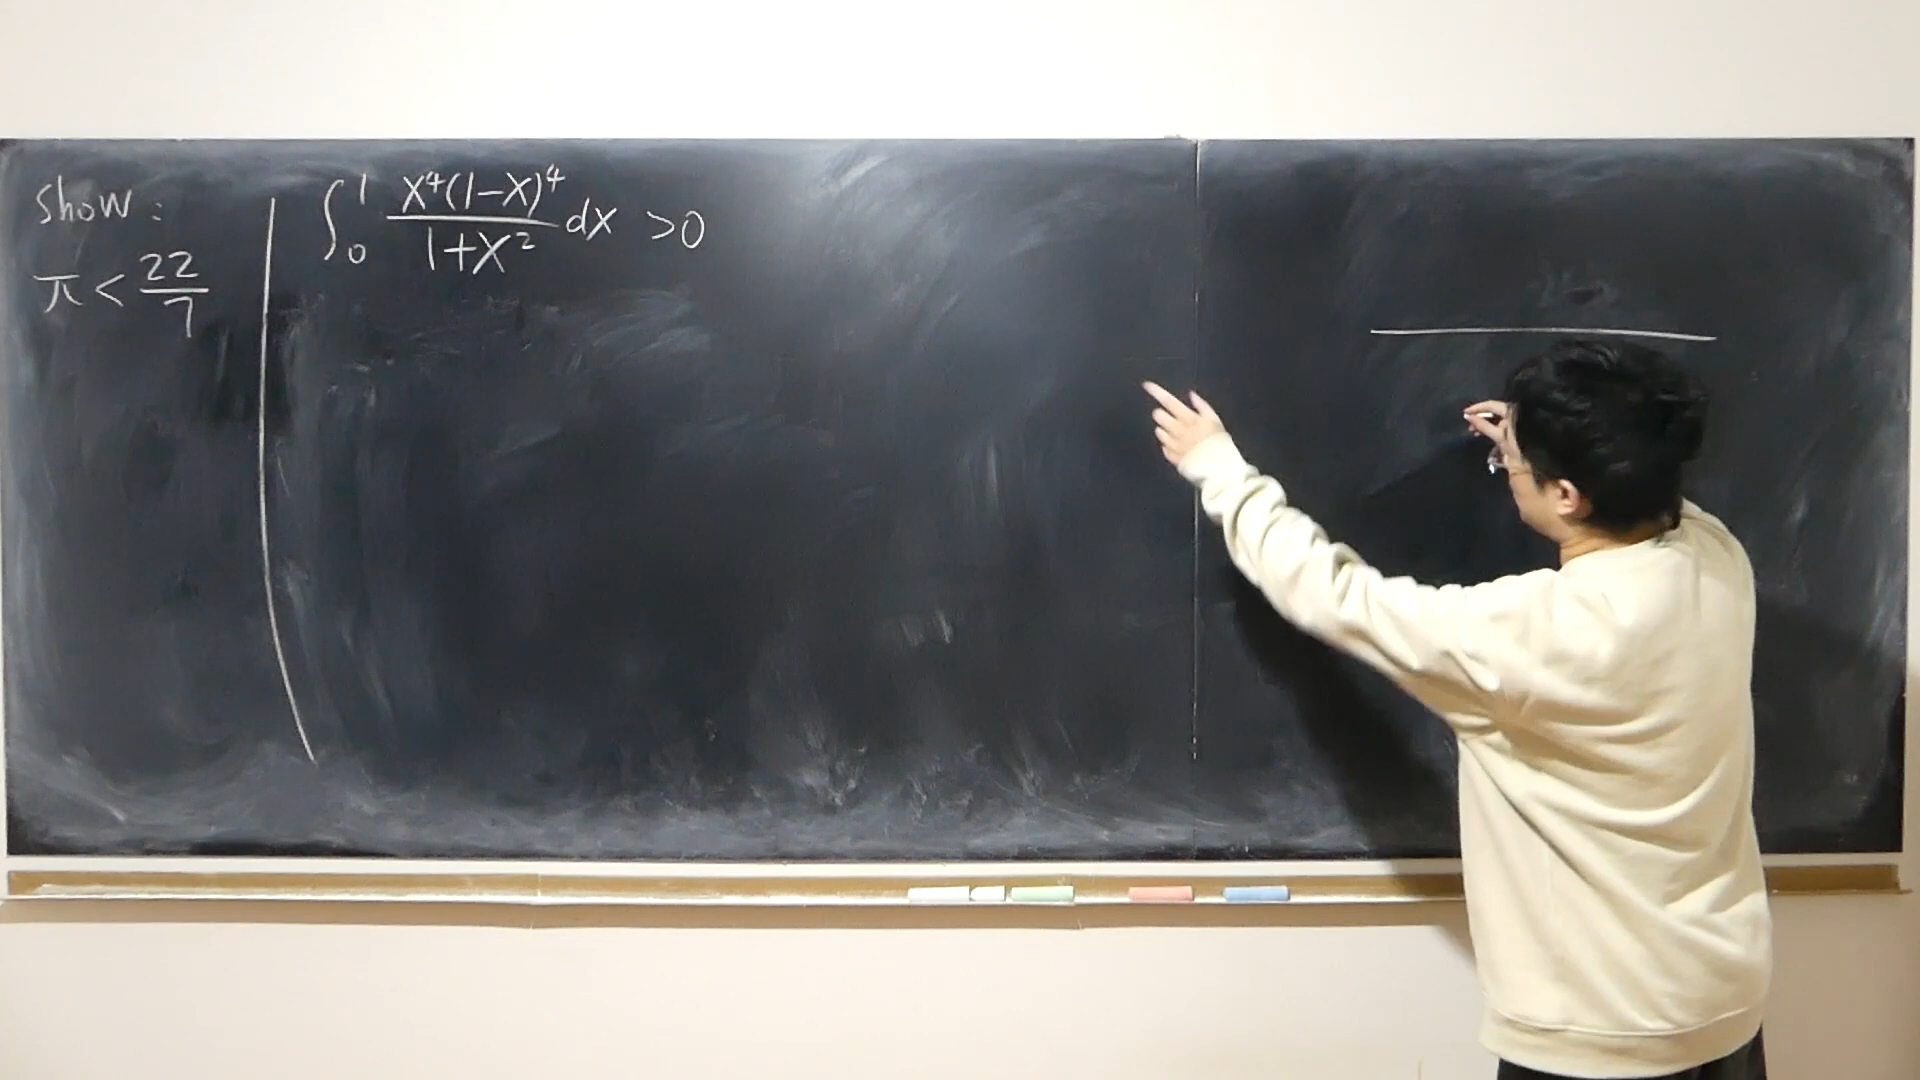 show:
π < 22/7
∫₀¹ x⁴(1-x)⁴/(1+x²) dx > 0